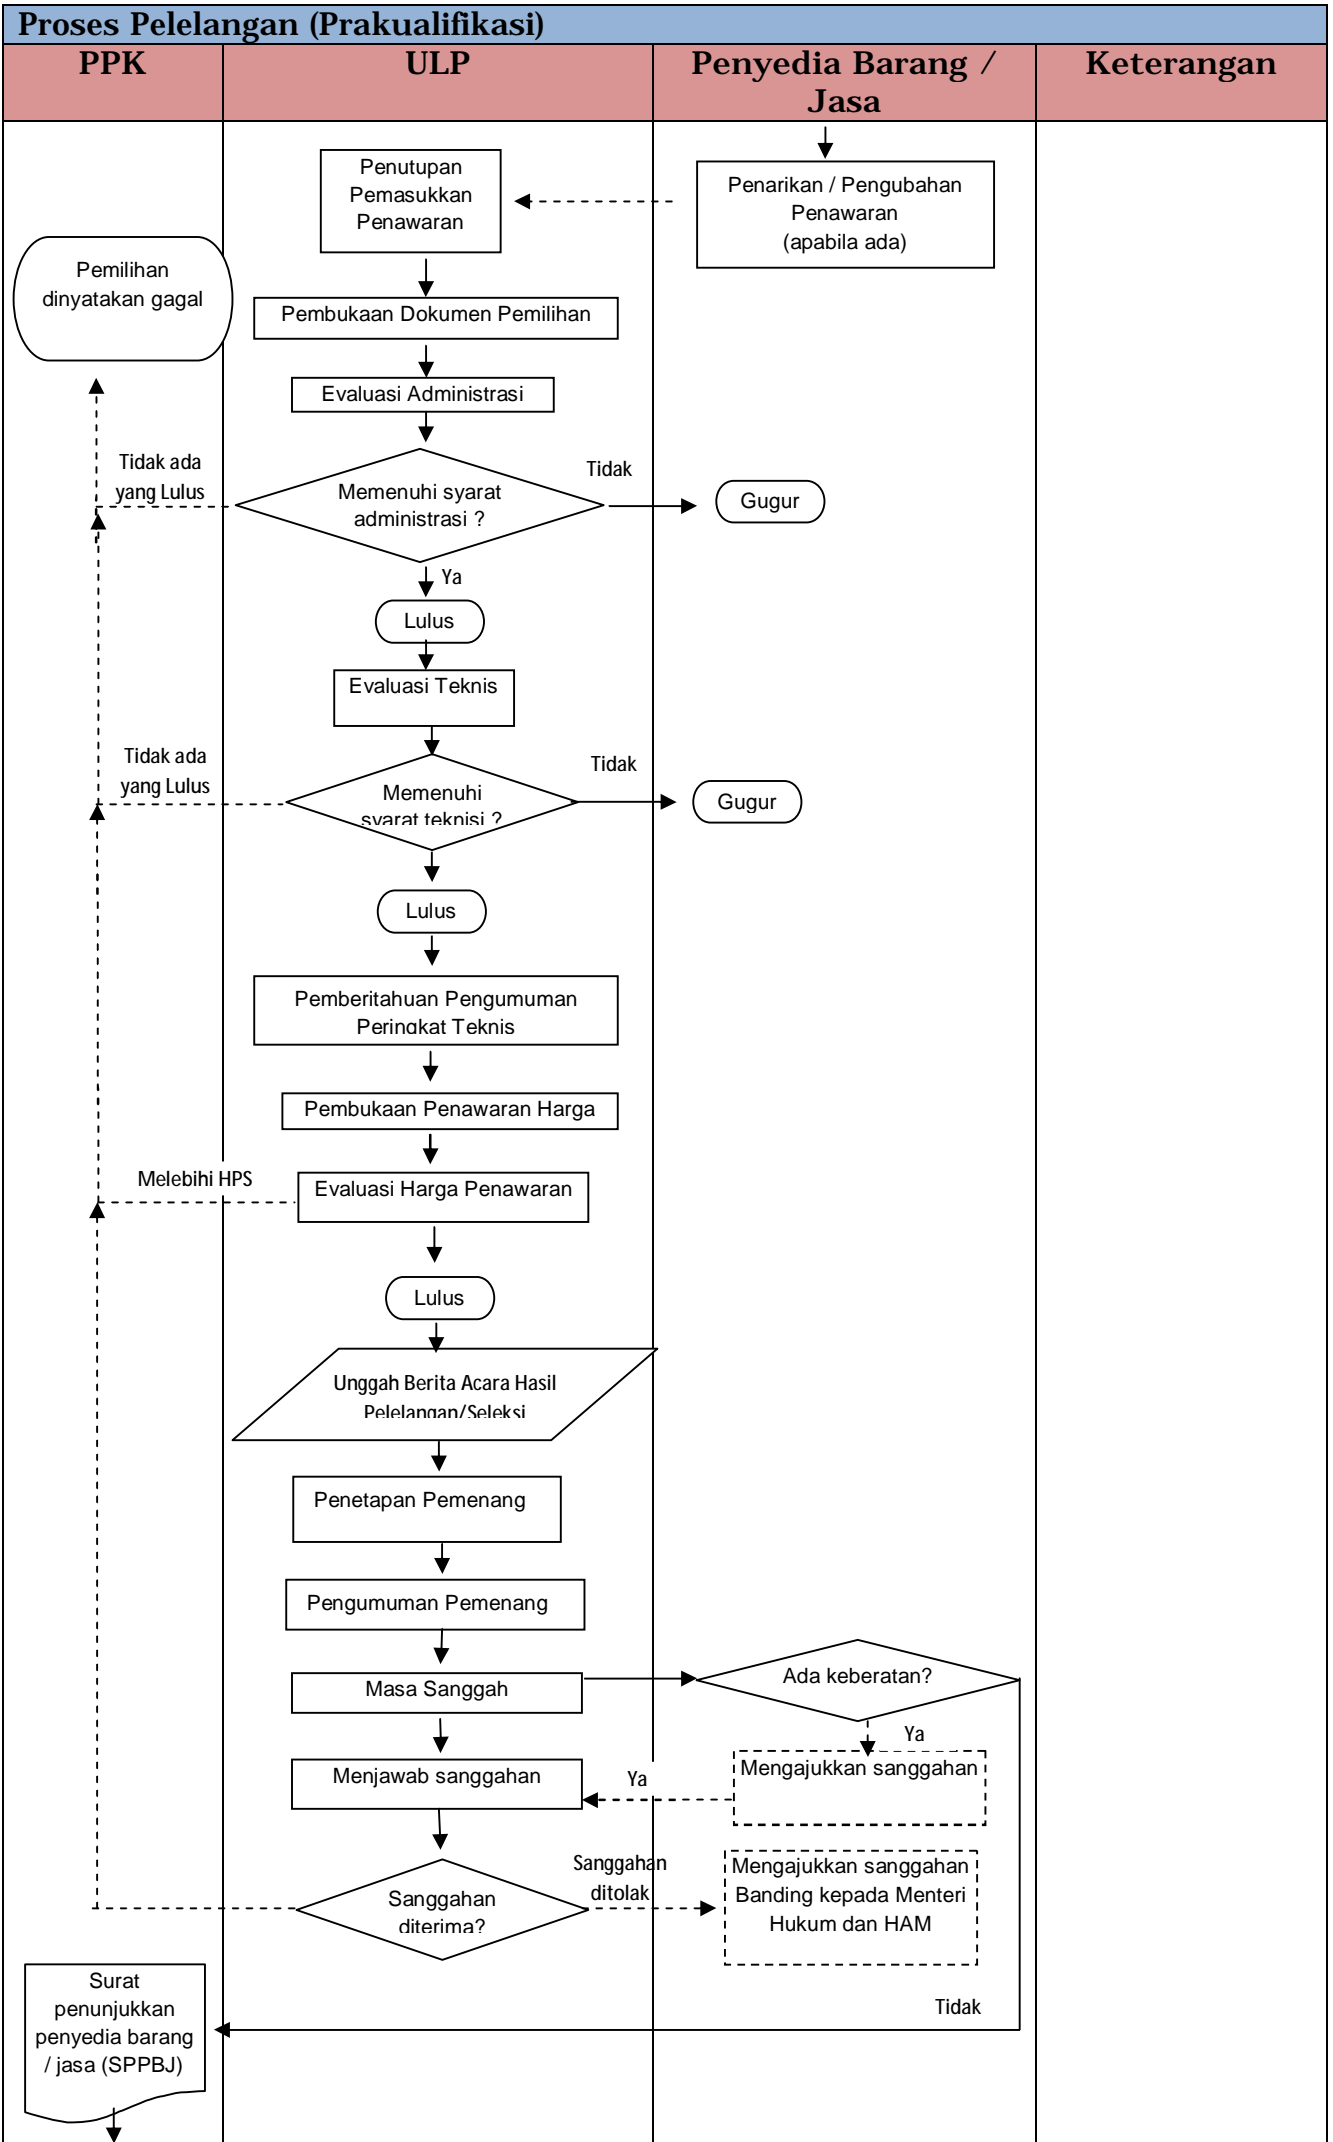 Proses Pelelangan (Prakualifikasi)
PPK
ULP
Penyedia Barang /
Jasa
Keterangan
Penutupan
Pemasukkan
Penawaran
Penarikan / Pengubahan
Penawaran
(apabila ada)
Pemilihan
dinyatakan gagal
Pembukaan Dokumen Pemilihan
Evaluasi Administrasi
Tidak ada
yang Lulus
Memenuhi syarat
administrasi ?
Tidak
Gugur
Ya
Lulus
Evaluasi Teknis
Tidak ada
yang Lulus
Memenuhi
syarat teknisi ?
Tidak
Gugur
Lulus
Pemberitahuan Pengumuman
Peringkat Teknis
Pembukaan Penawaran Harga
Melebihi HPS
Evaluasi Harga Penawaran
Lulus
Unggah Berita Acara Hasil
Pelelangan/Seleksi
Penetapan Pemenang
Pengumuman Pemenang
Masa Sanggah
Ada keberatan?
Ya
Menjawab sanggahan
Ya
Mengajukkan sanggahan
Sanggahan
diterima?
Sanggahan
ditolak
Mengajukkan sanggahan
Banding kepada Menteri
Hukum dan HAM
Surat
penunjukkan
penyedia barang
/ jasa (SPPBJ)
Tidak